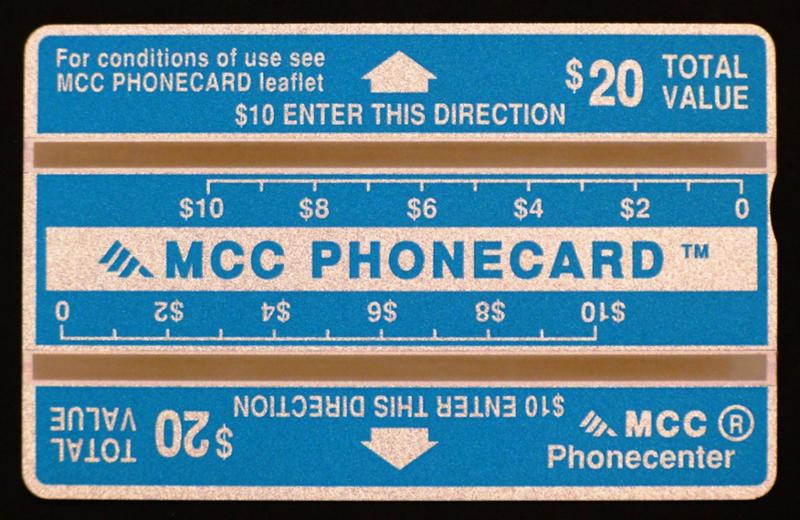 For conditions of use see
MCC PHONECARD leaflet
$10 ENTER THIS DIRECTION
$20 TOTAL VALUE
$10 $8 $6 $4 $2 0
MCC PHONECARD ™
0 $2 $4 $6 $8 $10
$10 ENTER THIS DIRECTION
$20 TOTAL VALUE
MCC ®
Phonecenter